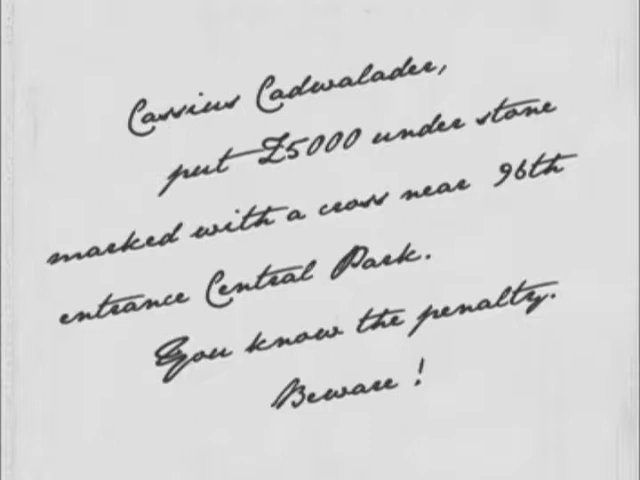 Cassius Cadwalader,
put £5000 under stone
marked with a cross near 96th
entrance Central Park.
You know the penalty.
Beware!